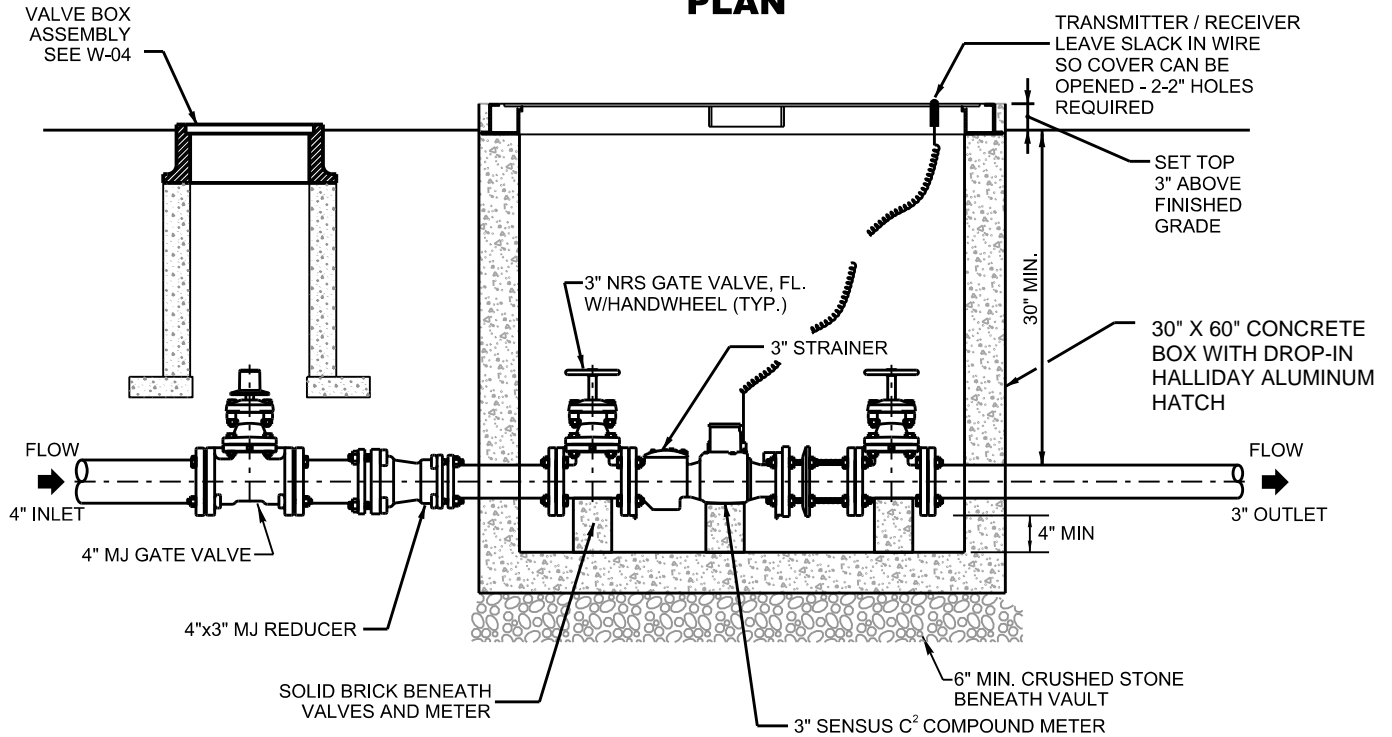 PLAN
VALVE BOX
ASSEMBLY
SEE W-04
TRANSMITTER / RECEIVER
LEAVE SLACK IN WIRE
SO COVER CAN BE
OPENED - 2-2" HOLES
REQUIRED
SET TOP
3" ABOVE
FINISHED
GRADE
30" MIN.
3" NRS GATE VALVE, FL.
W/HANDWHEEL (TYP.)
3" STRAINER
30" X 60" CONCRETE
BOX WITH DROP-IN
HALLIDAY ALUMINUM
HATCH
FLOW
4" INLET
FLOW
3" OUTLET
4" MJ GATE VALVE
4" MIN
4"x3" MJ REDUCER
SOLID BRICK BENEATH
VALVES AND METER
6" MIN. CRUSHED STONE
BENEATH VAULT
3" SENSUS C² COMPOUND METER